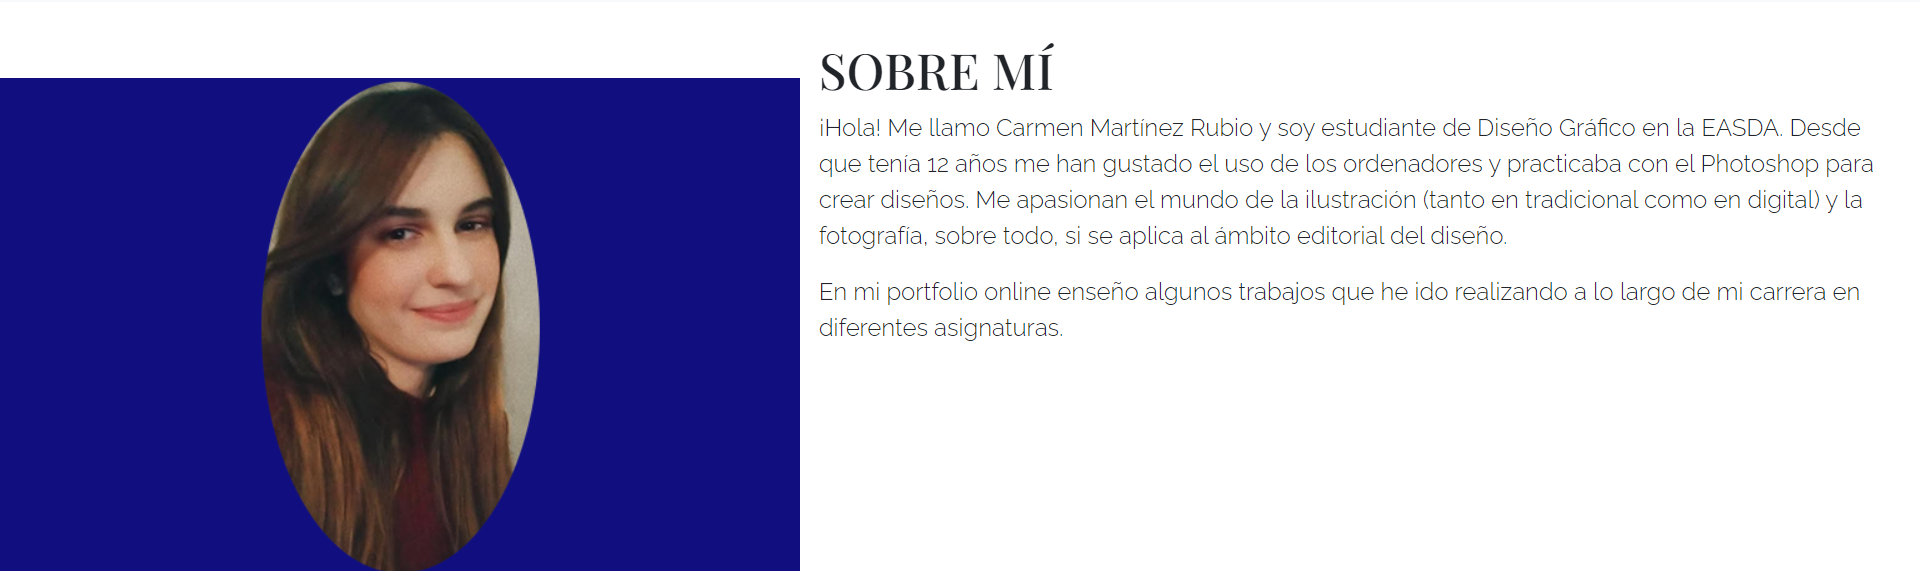 SOBRE MÍ
¡Hola! Me llamo Carmen Martínez Rubio y soy estudiante de Diseño Gráfico en la EASDA. Desde
que tenía 12 años me han gustado el uso de los ordenadores y practicaba con el Photoshop para
crear diseños. Me apasionan el mundo de la ilustración (tanto en tradicional como en digital) y la
fotografía, sobre todo, si se aplica al ámbito editorial del diseño.
En mi portfolio online enseño algunos trabajos que he ido realizando a lo largo de mi carrera en
diferentes asignaturas.